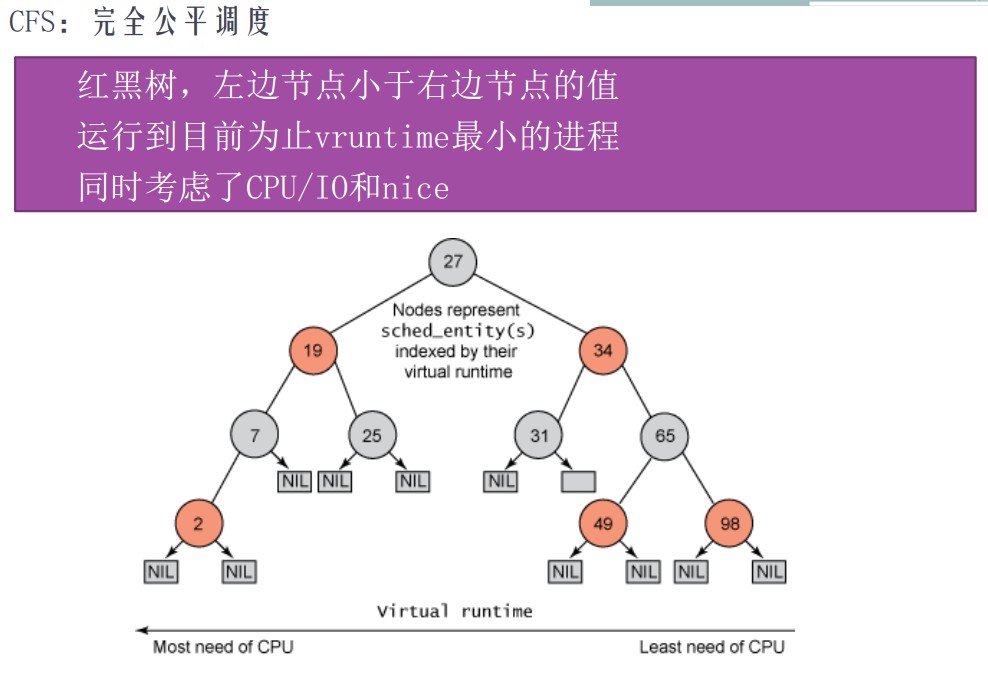 CFS: 完全公平调度
红黑树，左边节点小于右边节点的值
运行到目前为止vruntime最小的进程
同时考虑了CPU/IO和nice
27
Nodes represent
sched_entity(s)
indexed by their
virtual runtime
19
34
7
25
31
65
NIL
NIL
NIL
NIL
2
49
98
NIL
NIL
NIL
NIL
NIL
NIL
Virtual runtime
Most need of CPU
Least need of CPU